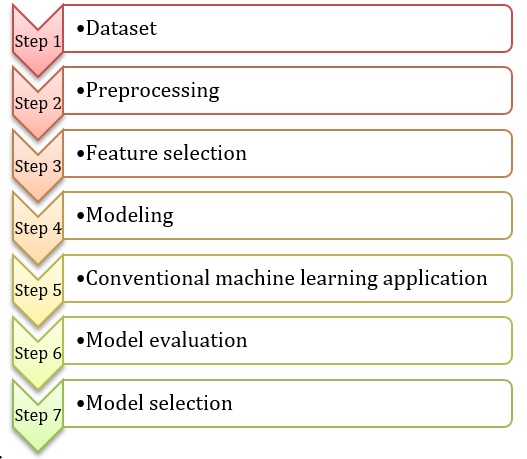 Step 1 •Dataset
Step 2 •Preprocessing
Step 3 •Feature selection
Step 4 •Modeling
Step 5 •Conventional machine learning application
Step 6 •Model evaluation
Step 7 •Model selection
.